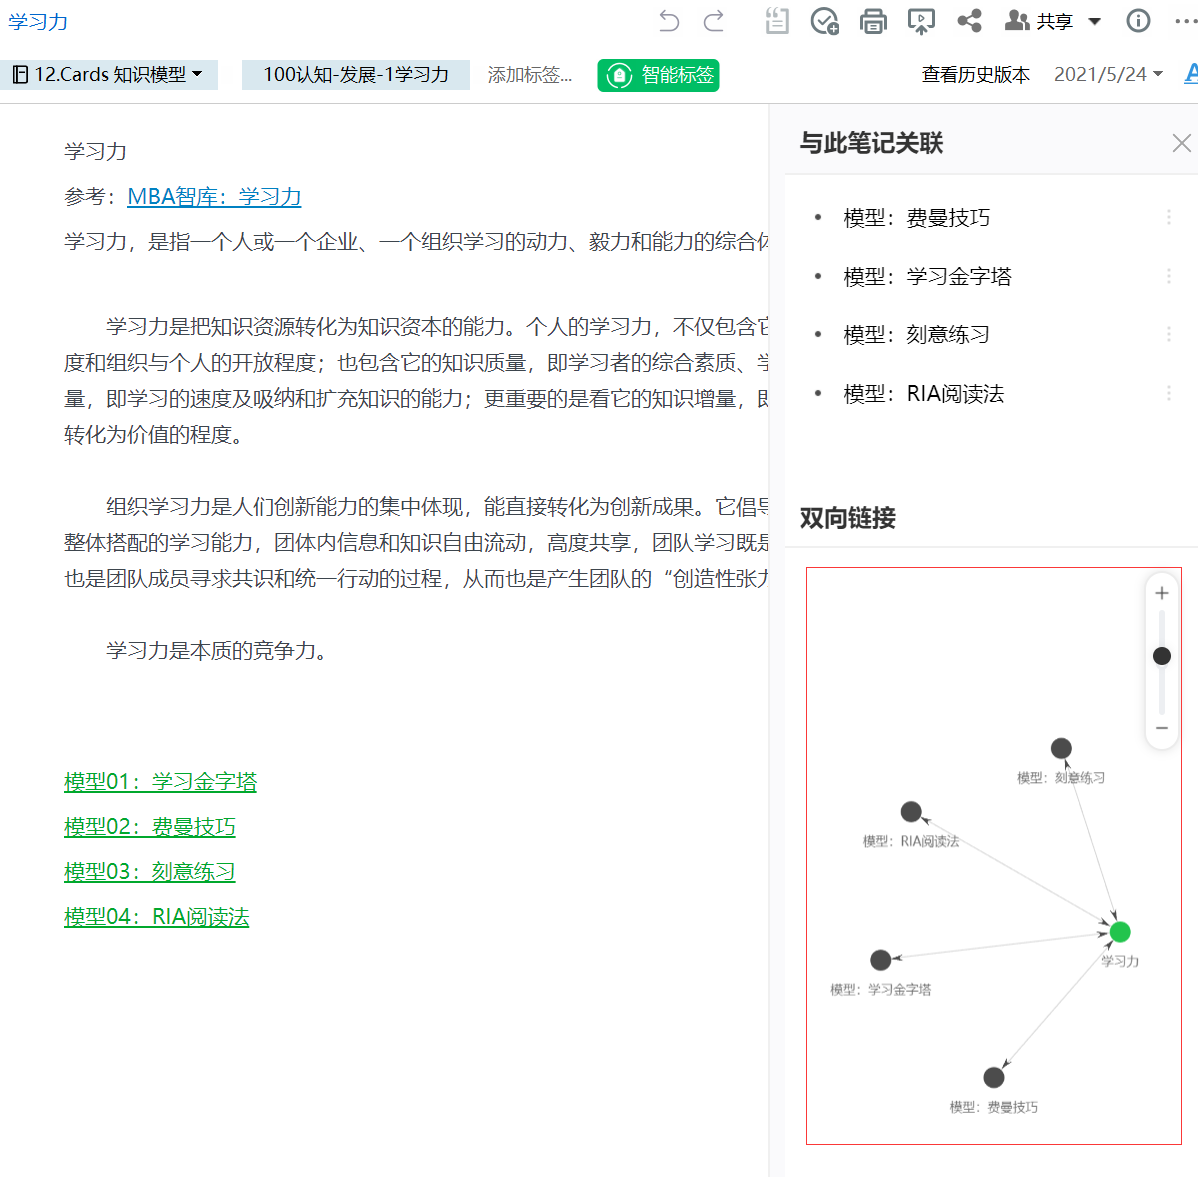 学习力
共享
12.Cards 知识模型
100认知-发展-1学习力
添加标签...
智能标签
查看历史版本
2021/5/24
学习力
参考：MBA智库：学习力
学习力，是指一个人或一个企业、一个组织学习的动力、毅力和能力的综合体
学习力是把知识资源转化为知识资本的能力。个人的学习力，不仅包含它
度和组织与个人的开放程度；也包含它的知识质量，即学习者的综合素质、学
量，即学习的速度及吸纳和扩充知识的能力；更重要的是看它的知识增量，即
转化为价值的程度。
组织学习力是人们创新能力的集中体现，能直接转化为创新成果。它倡导
整体搭配的学习能力，团体内信息和知识自由流动，高度共享，团队学习既是
也是团队成员寻求共识和统一行动的过程，从而也是产生团队的“创造性张力
学习力是本质的竞争力。
模型01：学习金字塔
模型02：费曼技巧
模型03：刻意练习
模型04：RIA阅读法
与此笔记关联
模型：费曼技巧
模型：学习金字塔
模型：刻意练习
模型：RIA阅读法
双向链接
模型：刻意练习
模型：RIA阅读法
学习力
模型：学习金字塔
模型：费曼技巧